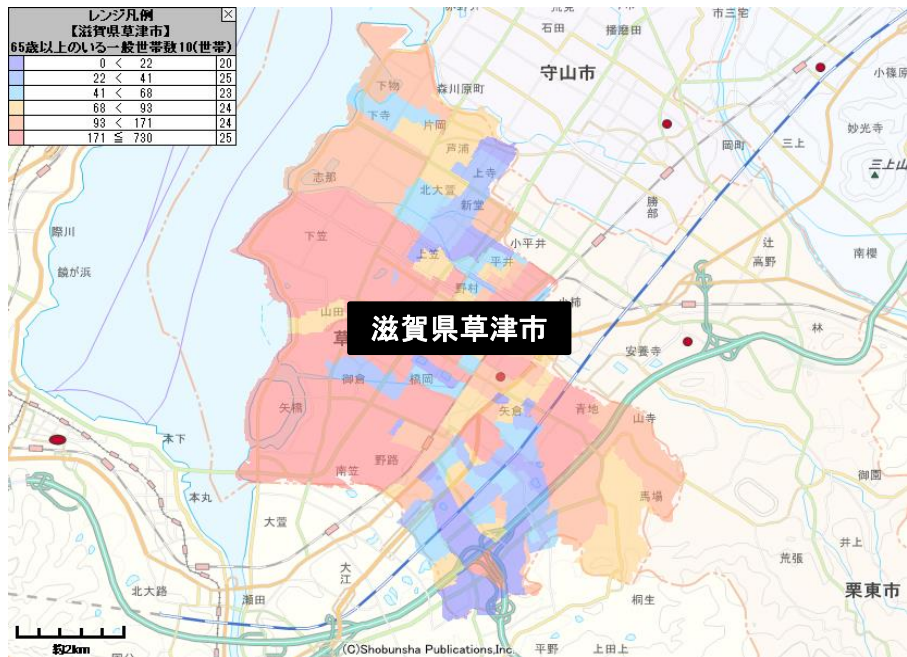 レンジ凡例
【滋賀県草津市】
65歳以上のいる一般世帯数10(世帯)
0 < 22 20
22 < 41 25
41 < 68 23
68 < 93 24
93 < 171 24
171 ≦ 730 25
市三宅
石田
播磨田
守山市
小篠原
下物
森川原町
下寺
片岡
芦浦
妙光寺
岡町
三上
三上山
上寺
志那
北大萱
新堂
勝部
際川
下笠
上笠
小平井
平井
辻
高野
南櫻
鏡が浜
野村
小柿
山田
滋賀県草津市
草
林
安養寺
御倉
橋岡
矢橋
矢倉
青地
山寺
木下
野路
南笠
御園
本丸
馬場
大萱
井上
荒張
大江
北大路
瀬田
栗東市
桐生
約2km
(C)Shobunsha Publications,Inc.
平野
上田上